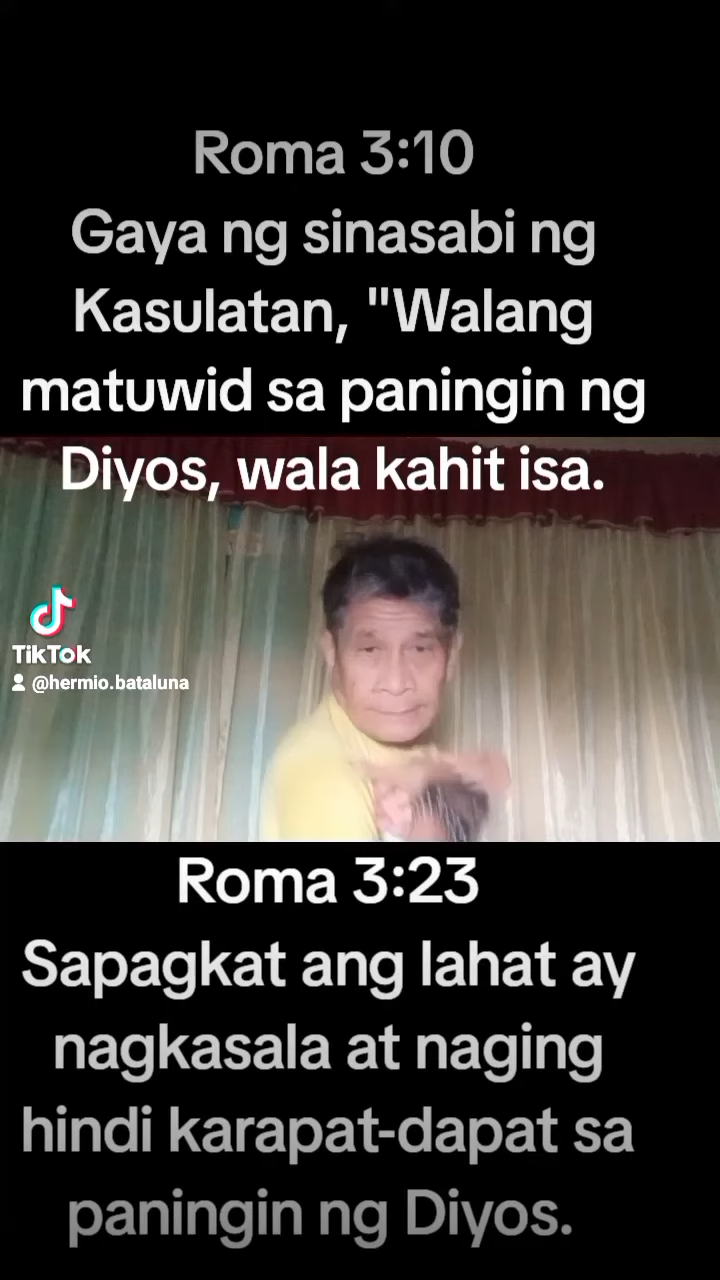 Roma 3:10
Gaya ng sinasabi ng
Kasulatan, "Walang
matuwid sa paningin ng
Diyos, wala kahit isa.
TikTok
@hermio.bataluna
Roma 3:23
Sapagkat ang lahat ay
nagkasala at naging
hindi karapat-dapat sa
paningin ng Diyos.